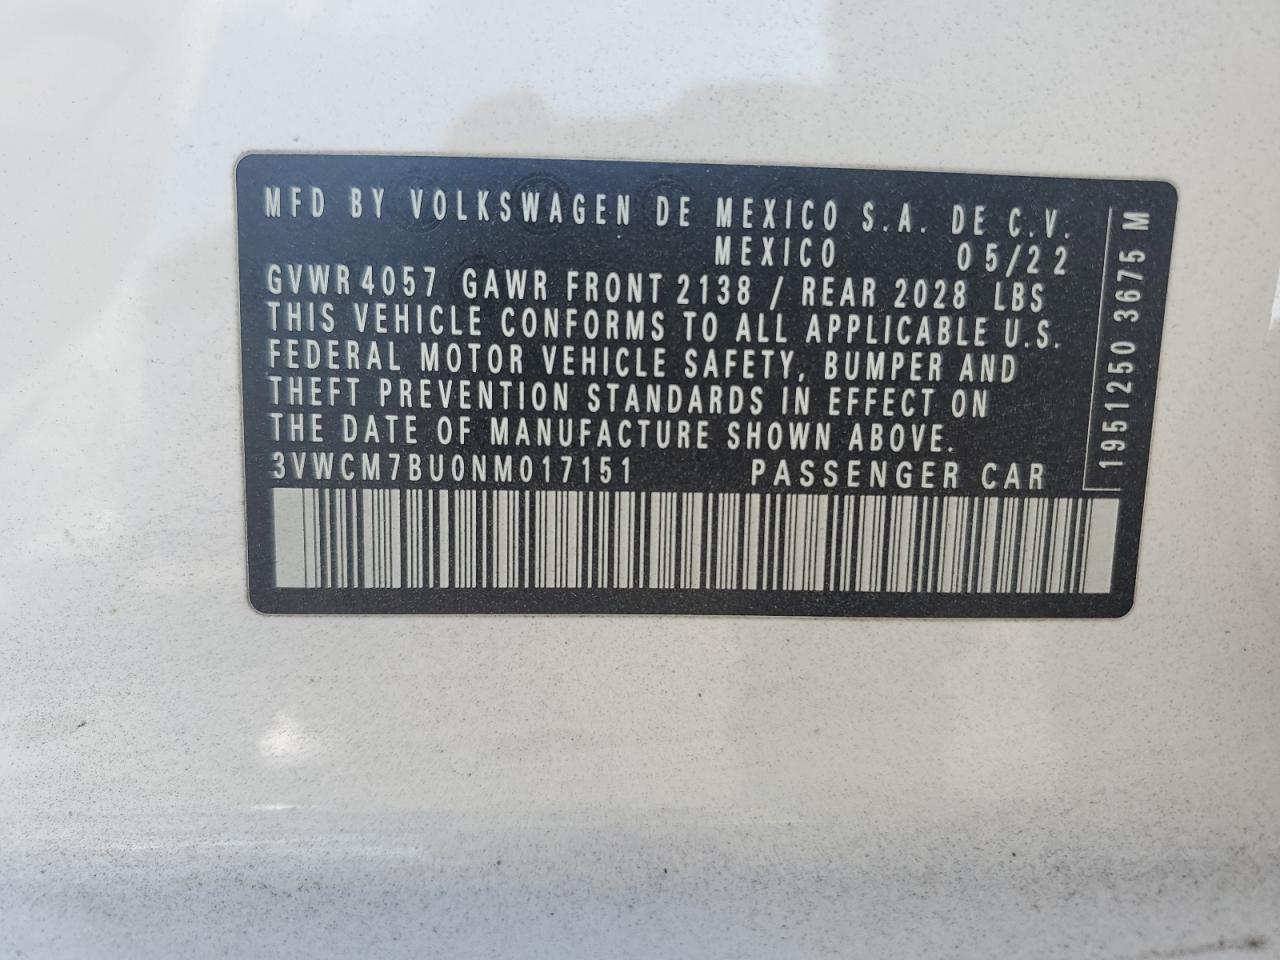 MFD BY VOLKSWAGEN DE MEXICO S.A. DE C.V.
MEXICO 05/22
GVWR 4057 GAWR FRONT 2138 / REAR 2028 LBS
THIS VEHICLE CONFORMS TO ALL APPLICABLE U.S.
FEDERAL MOTOR VEHICLE SAFETY, BUMPER AND
THEFT PREVENTION STANDARDS IN EFFECT ON
THE DATE OF MANUFACTURE SHOWN ABOVE.
3VWCM7BU0NM017151 PASSENGER CAR
1951250 3675 M